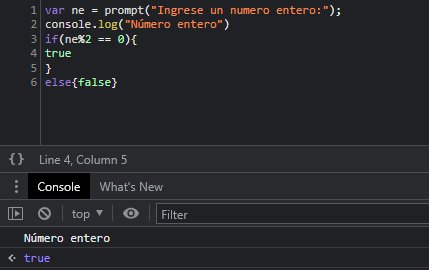 1 var ne = prompt("Ingrese un numero entero:");
2 console.log("Número entero")
3 if(ne%2 == 0){
4 true
5 }
6 else{false}
{} Line 4, Column 5
Console What's New
top ▼ Filter
Número entero
true